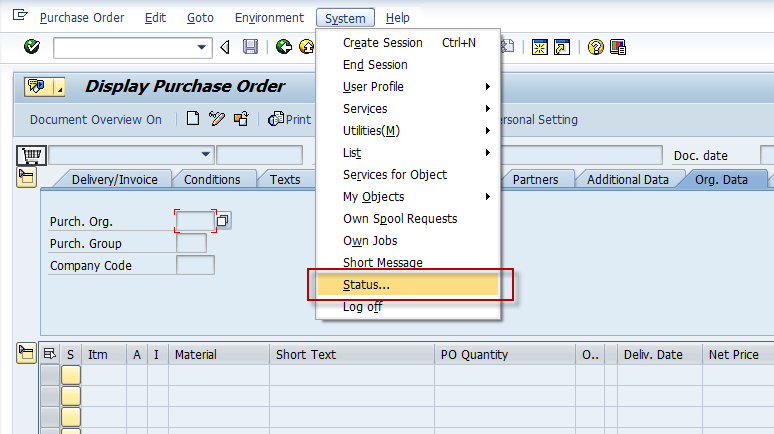 Purchase Order Edit Goto Environment System Help
Create Session Ctrl+N
End Session
User Profile
Services
Utilities(M)
List
Services for Object
My Objects
Own Spool Requests
Own Jobs
Short Message
Status...
Log off
Display Purchase Order
Document Overview On Print ersonal Setting
Doc. date
Delivery/Invoice Conditions Texts Partners Additional Data Org. Data
Purch. Org.
Purch. Group
Company Code
S Itm A I Material Short Text PO Quantity O.. Deliv. Date Net Price